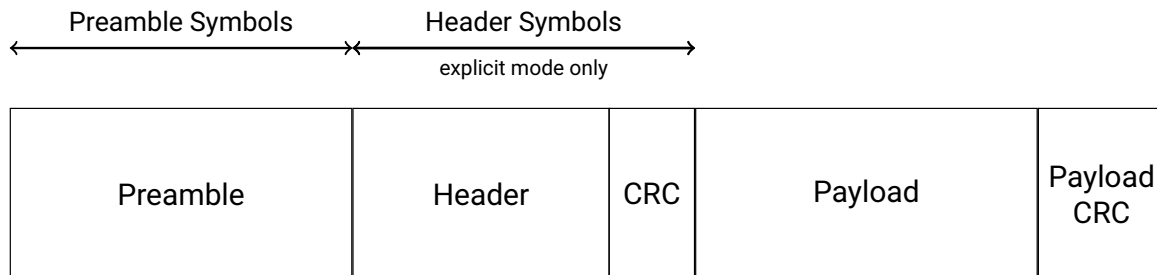 Preamble Symbols
Header Symbols
explicit mode only
Preamble
Header
CRC
Payload
Payload
CRC